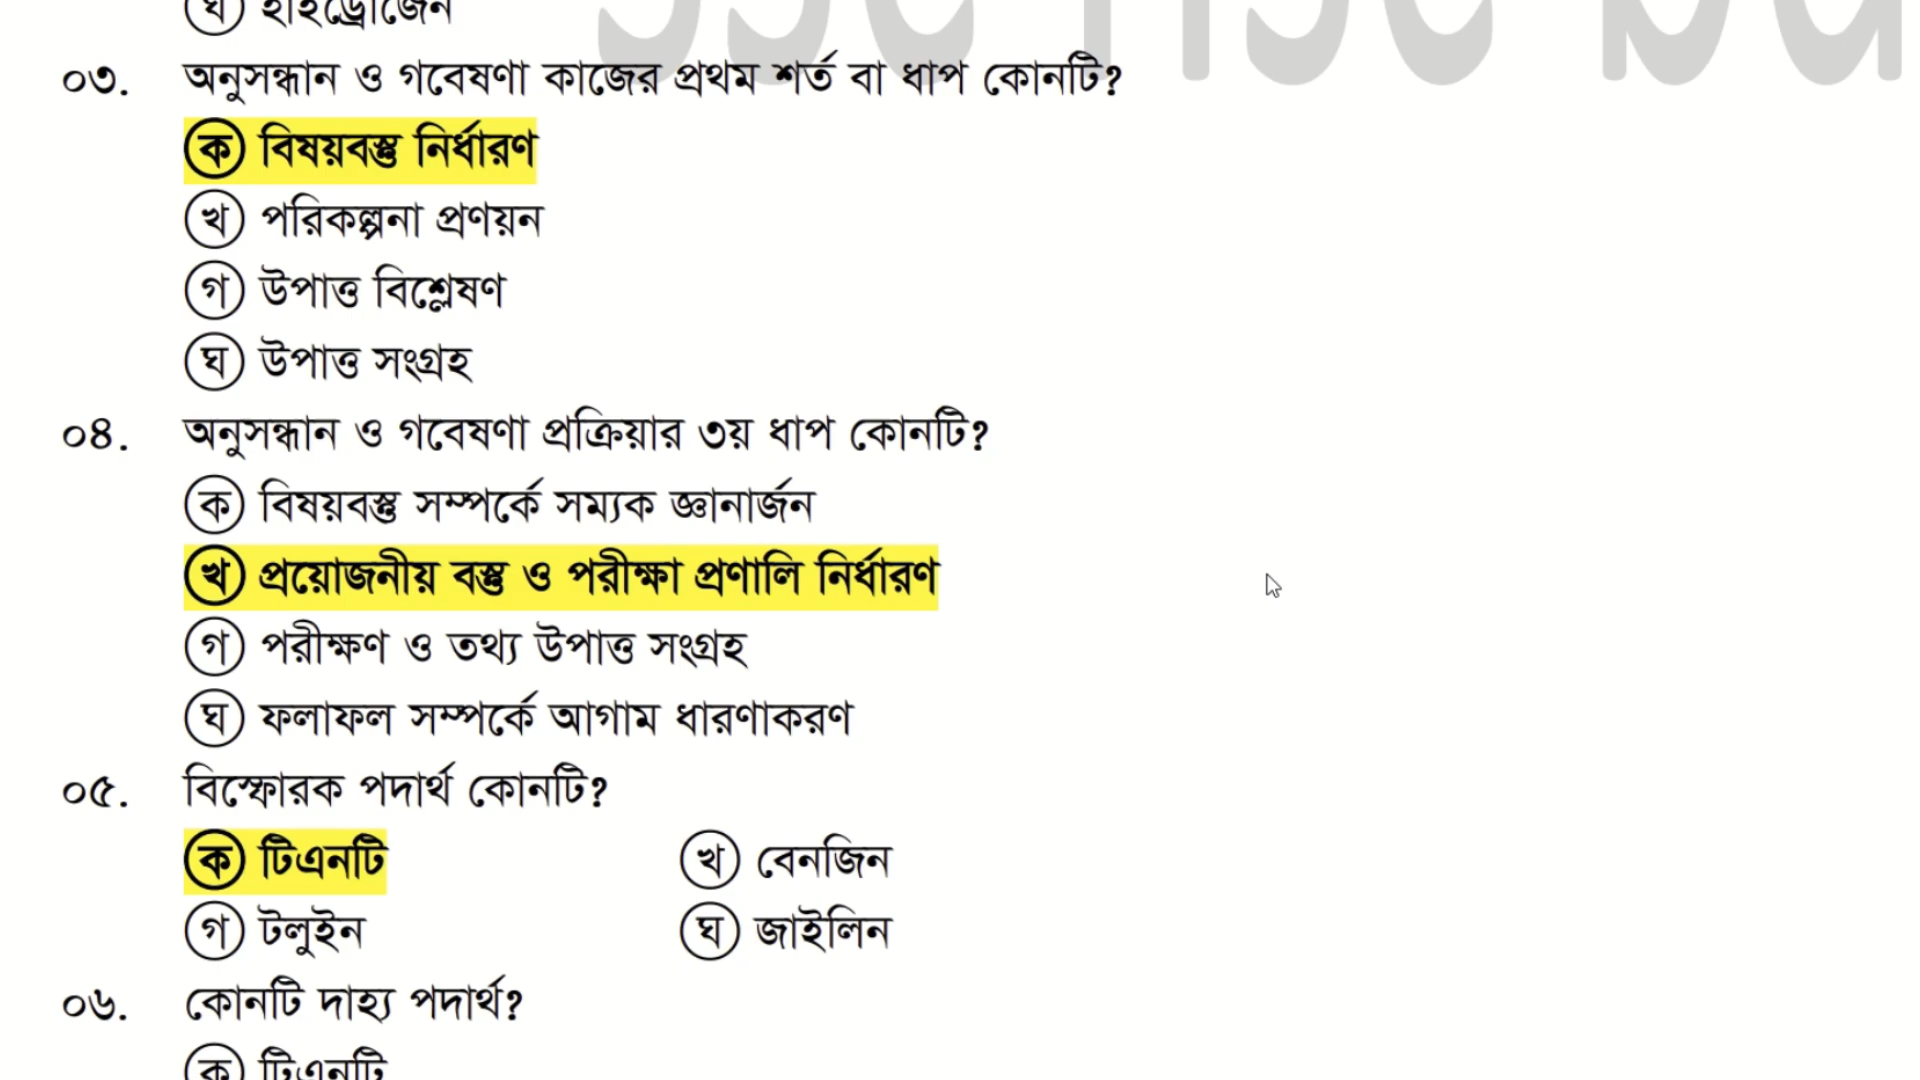 ঘ হাইড্রোজেন
০৩. অনুসন্ধান ও গবেষণা কাজের প্রথম শর্ত বা ধাপ কোনটি?
ক বিষয়বস্তু নির্ধারণ
খ পরিকল্পনা প্রণয়ন
গ উপাত্ত বিশ্লেষণ
ঘ উপাত্ত সংগ্রহ
০৪. অনুসন্ধান ও গবেষণা প্রক্রিয়ার ৩য় ধাপ কোনটি?
ক বিষয়বস্তু সম্পর্কে সম্যক জ্ঞানার্জন
খ প্রয়োজনীয় বস্তু ও পরীক্ষা প্রণালি নির্ধারণ
গ পরীক্ষণ ও তথ্য উপাত্ত সংগ্রহ
ঘ ফলাফল সম্পর্কে আগাম ধারণাকরণ
০৫. বিস্ফোরক পদার্থ কোনটি?
ক টিএনটি খ বেনজিন
গ টলুইন ঘ জাইলিন
০৬. কোনটি দাহ্য পদার্থ?
ক টিএনটি